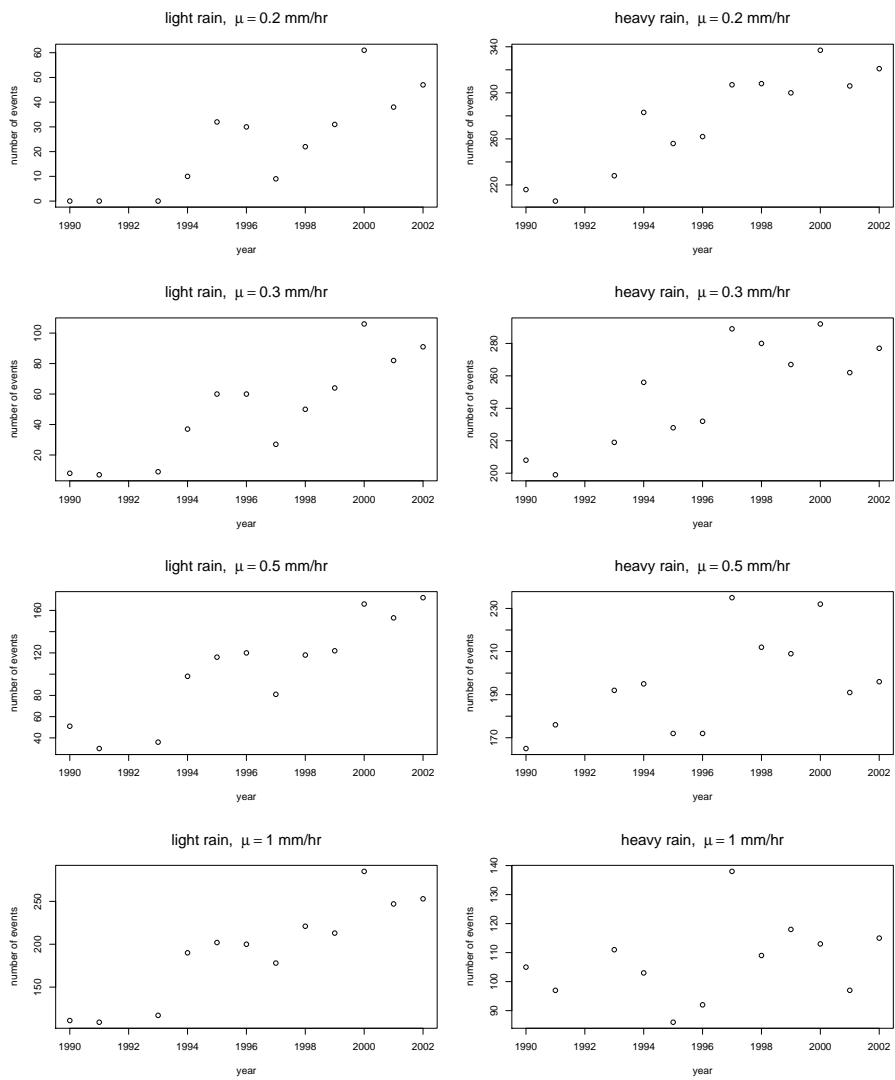 light rain, μ = 0.2 mm/hr
number of events
0 10 20 30 40 50 60
1990 1992 1994 1996 1998 2000 2002
year
heavy rain, μ = 0.2 mm/hr
number of events
220 260 300 340
1990 1992 1994 1996 1998 2000 2002
year
light rain, μ = 0.3 mm/hr
number of events
20 40 60 80 100
1990 1992 1994 1996 1998 2000 2002
year
heavy rain, μ = 0.3 mm/hr
number of events
200 220 240 260 280
1990 1992 1994 1996 1998 2000 2002
year
light rain, μ = 0.5 mm/hr
number of events
40 60 80 120 160
1990 1992 1994 1996 1998 2000 2002
year
heavy rain, μ = 0.5 mm/hr
number of events
170 190 210 230
1990 1992 1994 1996 1998 2000 2002
year
light rain, μ = 1 mm/hr
number of events
150 200 250
1990 1992 1994 1996 1998 2000 2002
year
heavy rain, μ = 1 mm/hr
number of events
90 100 110 120 130 140
1990 1992 1994 1996 1998 2000 2002
year